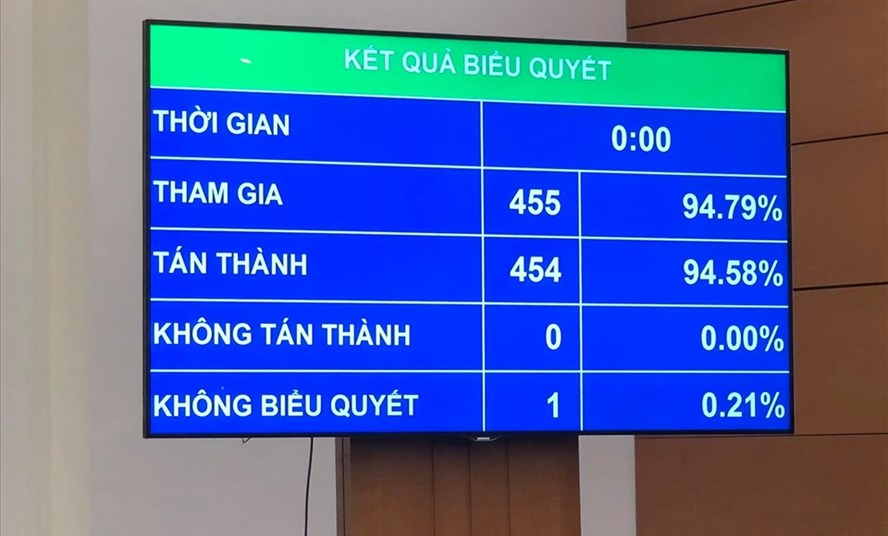 KẾT QUẢ BIỂU QUYẾT
THỜI GIAN 0:00
THAM GIA 455 94.79%
TÁN THÀNH 454 94.58%
KHÔNG TÁN THÀNH 0 0.00%
KHÔNG BIỂU QUYẾT 1 0.21%